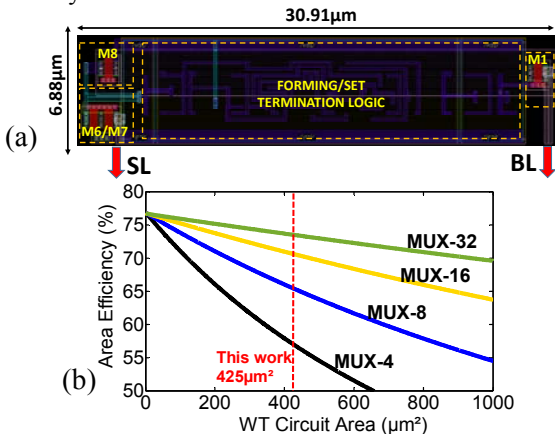 30.91µm
6.88µm
M8
M1
FORMING/SET
TERMINATION LOGIC
M6/M7
(a)
SL
BL
Area Efficiency (%)
80
75
70
65
60
55
50
MUX-32
MUX-16
MUX-8
MUX-4
This work
425µm²
(b)
0
200
400
600
800
1000
WT Circuit Area (µm²)